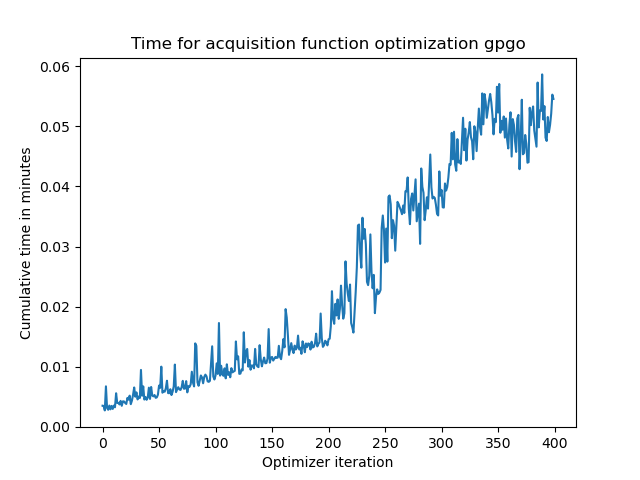 Time for acquisition function optimization gpgo
0.06
0.05
0.04
0.03
0.02
0.01
0.00
Cumulative time in minutes
0 50 100 150 200 250 300 350 400
Optimizer iteration